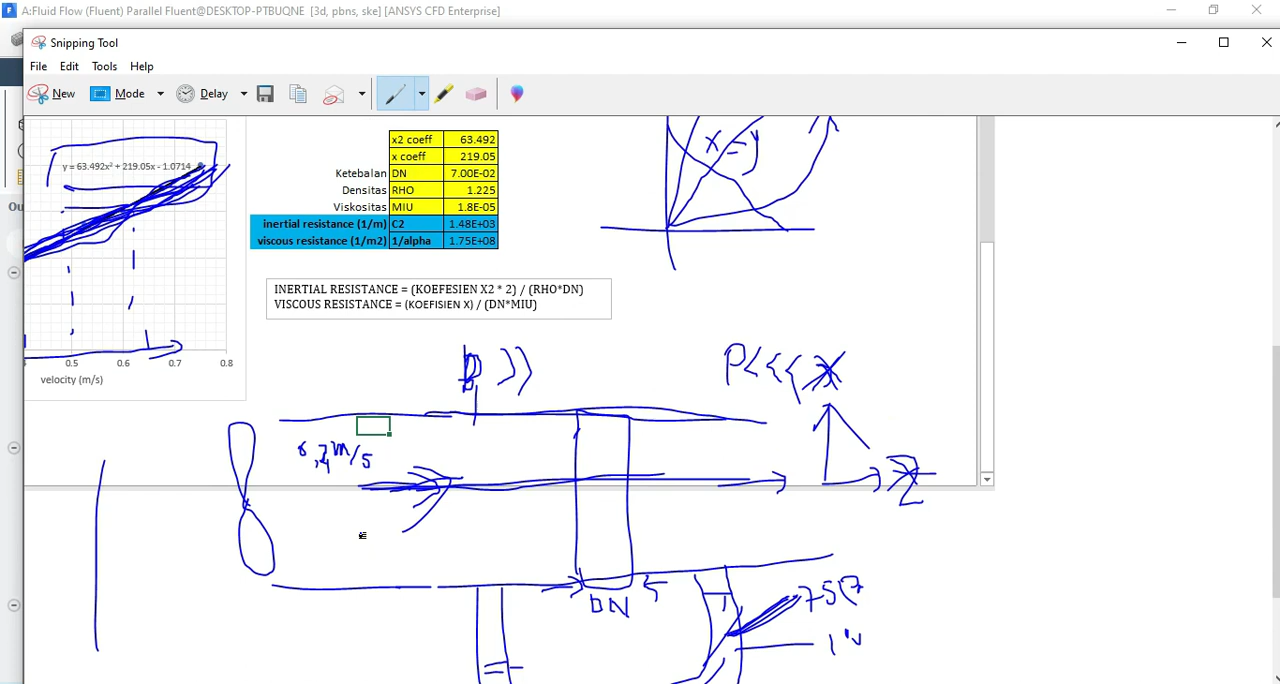 A:Fluid Flow (Fluent) Parallel Fluent@DESKTOP-PTBUQNE [3d, pbns, ske] [ANSYS CFD Enterprise]
Snipping Tool
File Edit Tools Help
New Mode Delay
y = 63.492x² + 219.05x - 1.0714
0.5 0.6 0.7 0.8
velocity (m/s)
x2 coeff 63.492
x coeff 219.05
Ketebalan DN 7.00E-02
Densitas RHO 1.225
Viskositas MIU 1.8E-05
inertial resistance (1/m) C2 1.48E+03
viscous resistance (1/m2) 1/alpha 1.75E+08
INERTIAL RESISTANCE = (KOEFESIEN X2 * 2) / (RHO*DN)
VISCOUS RESISTANCE = (KOEFISIEN X) / (DN*MIU)
x = y
P >>
P<<<
m/s
Z
DN